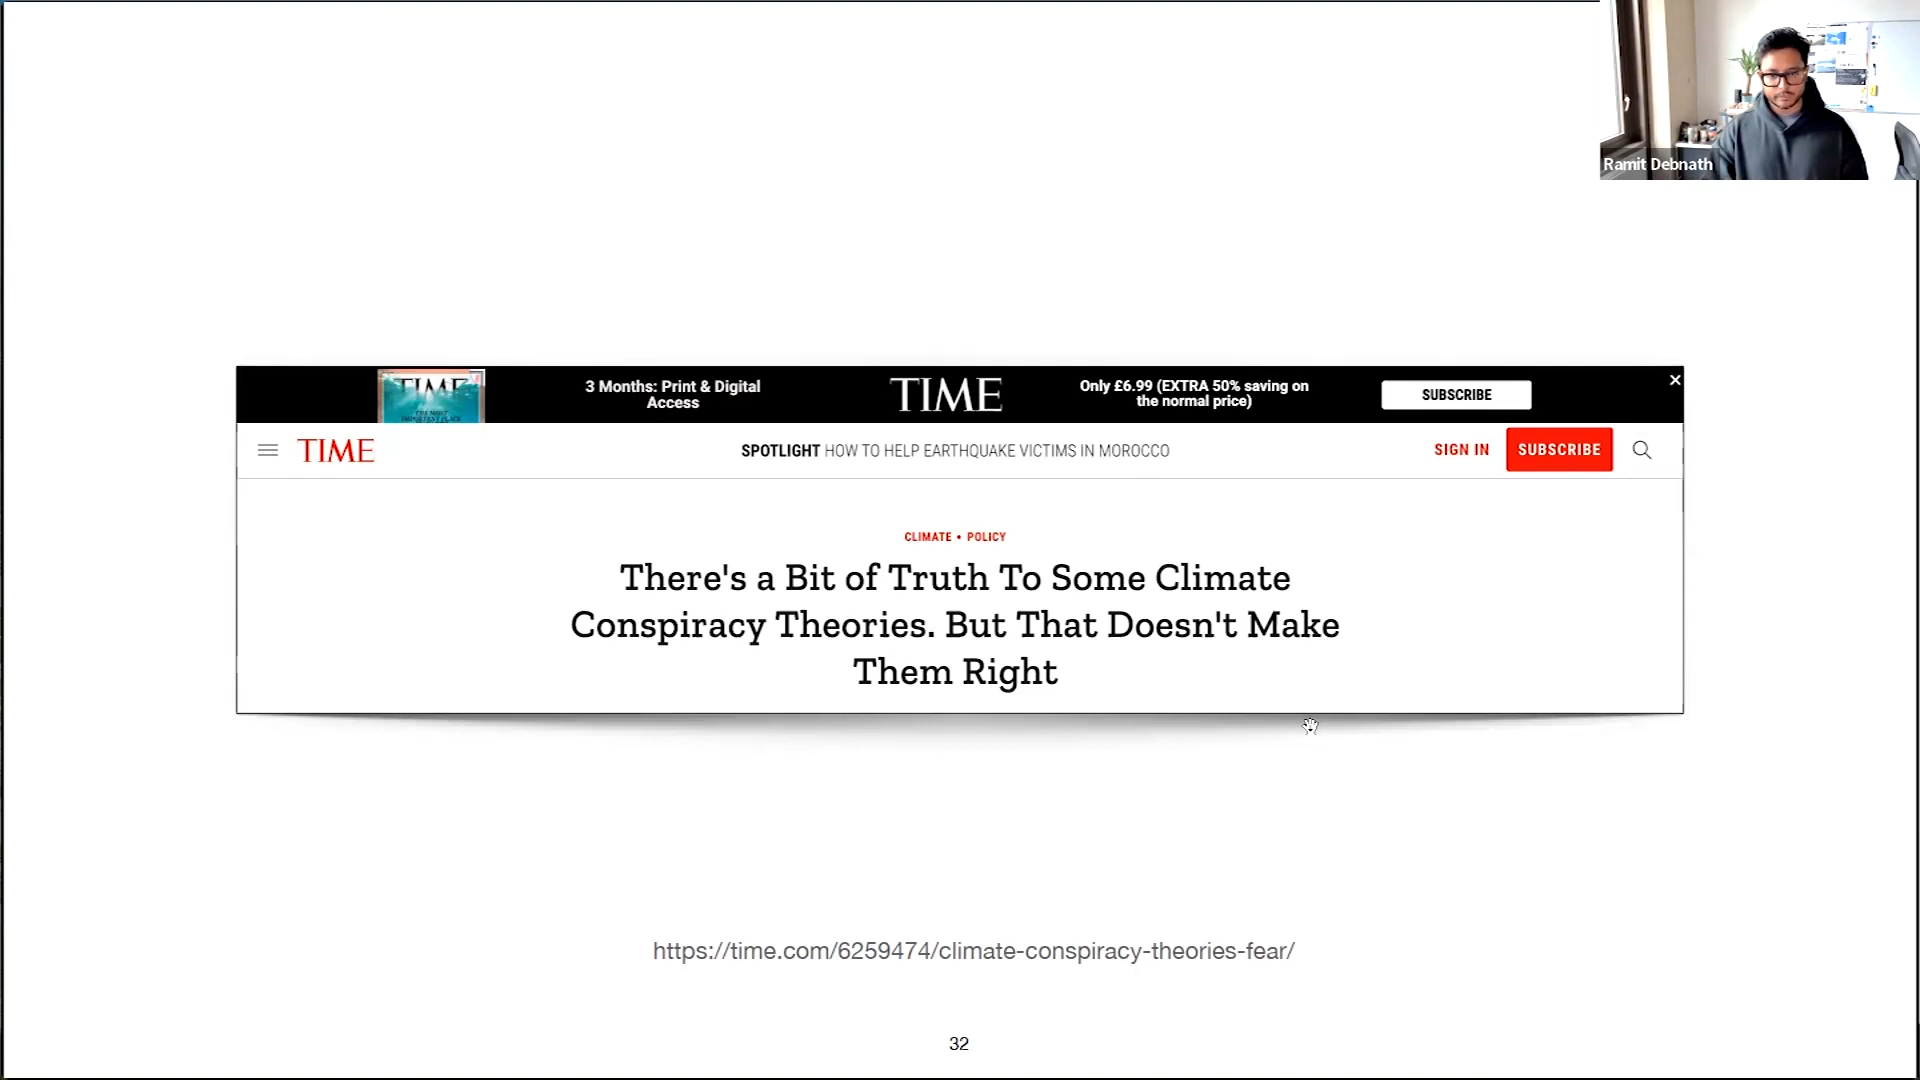 Ramit Debnath
TIME
3 Months: Print & Digital
Access
TIME
Only £6.99 (EXTRA 50% saving on
the normal price)
SUBSCRIBE
TIME
SPOTLIGHT HOW TO HELP EARTHQUAKE VICTIMS IN MOROCCO
SIGN IN
SUBSCRIBE
CLIMATE • POLICY
There's a Bit of Truth To Some Climate
Conspiracy Theories. But That Doesn't Make
Them Right
https://time.com/6259474/climate-conspiracy-theories-fear/
32